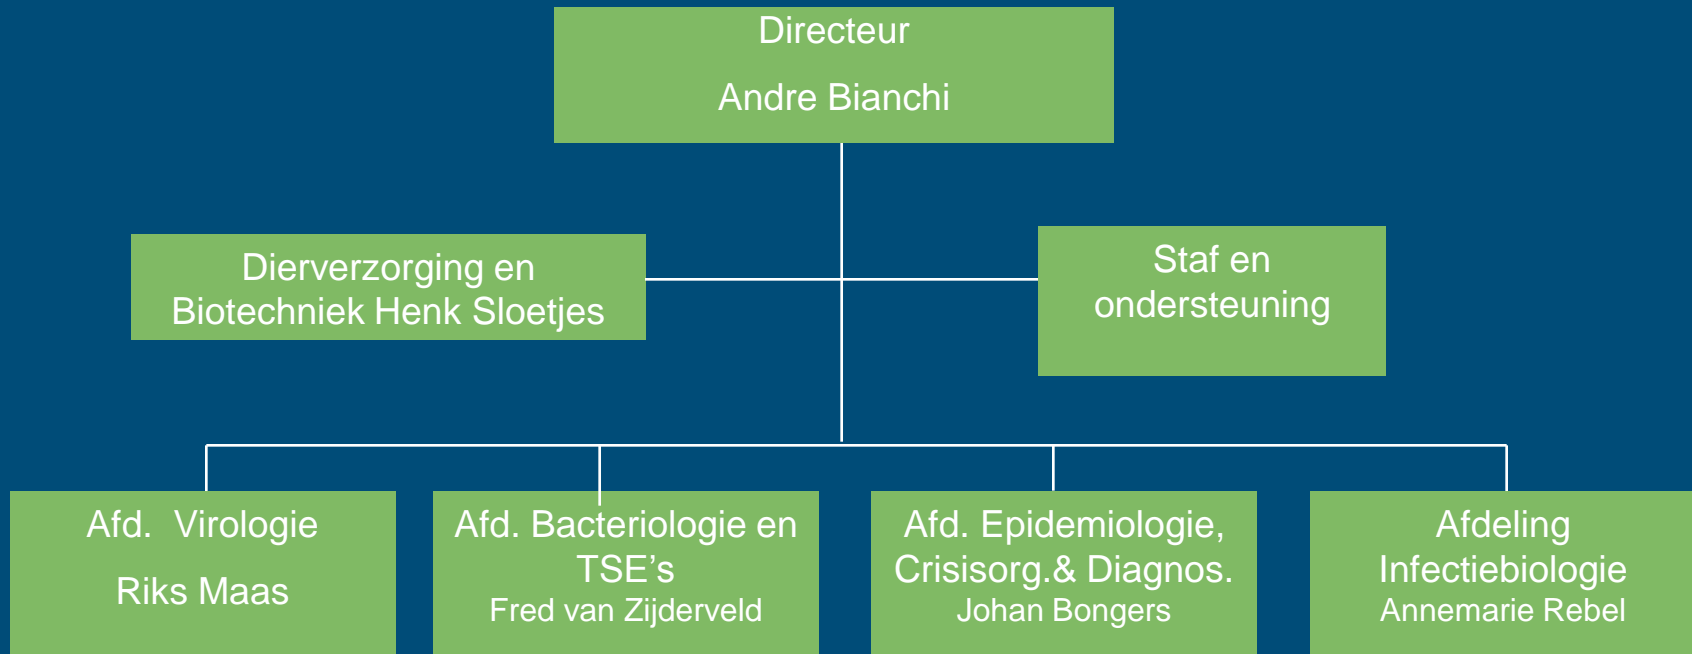 Directeur
Andre Bianchi
Dierverzorging en
Biotechniek Henk Sloetjes
Staf en
ondersteuning
Afd.  Virologie
Riks Maas
Afd. Bacteriologie en
TSE’s
Fred van Zijderveld
Afd. Epidemiologie,
Crisisorg.& Diagnos.
Johan Bongers
Afdeling
Infectiebiologie
Annemarie Rebel